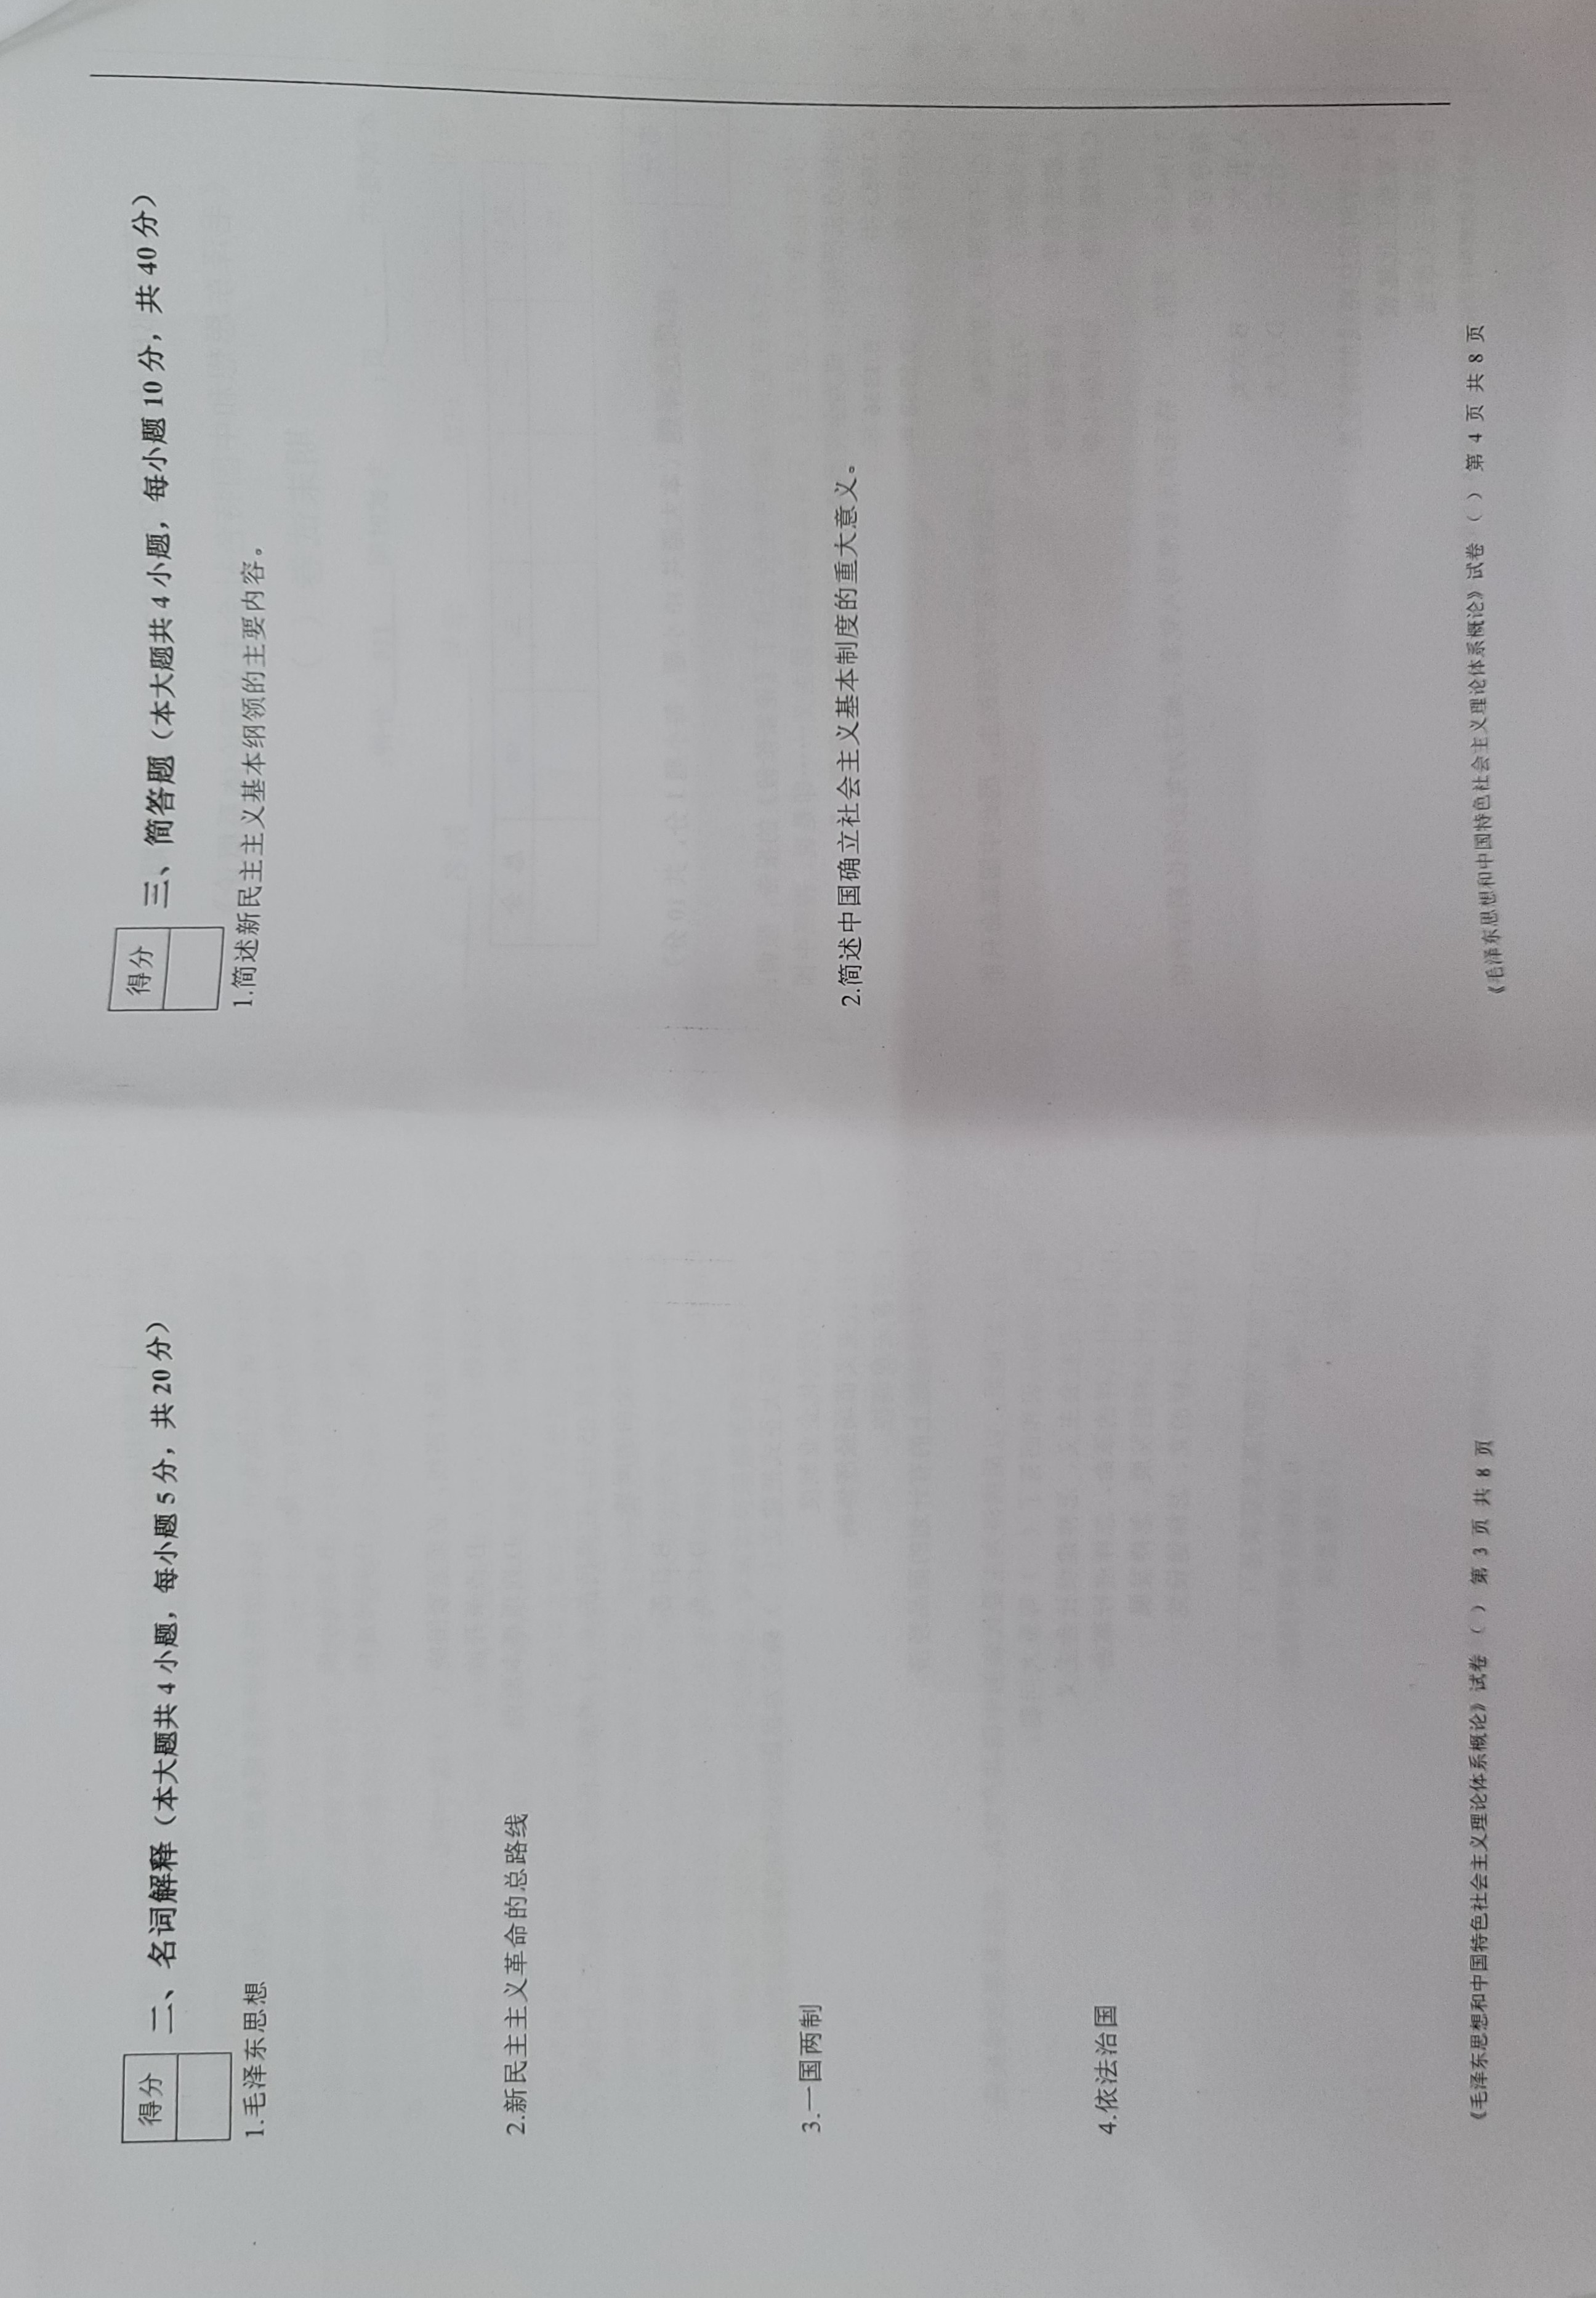 得分
二、名词解释（本大题共 4 小题，每小题 5 分，共 20 分）
1.毛泽东思想
2.新民主主义革命的总路线
3.一国两制
4.依法治国
《毛泽东思想和中国特色社会主义理论体系概论》试卷 （ ） 第 3 页 共 8 页
得分
三、简答题（本大题共 4 小题，每小题 10 分，共 40 分）
1.简述新民主主义基本纲领的主要内容。
2.简述中国确立社会主义基本制度的重大意义。
《毛泽东思想和中国特色社会主义理论体系概论》试卷 （ ） 第 4 页 共 8 页